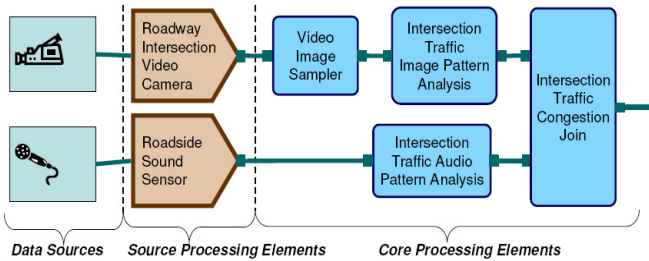 Roadway
Intersection
Video
Camera
Video
Image
Sampler
Intersection
Traffic
Image Pattern
Analysis
Intersection
Traffic
Congestion
Join
Roadside
Sound
Sensor
Intersection
Traffic Audio
Pattern Analysis
Data Sources
Source Processing Elements
Core Processing Elements